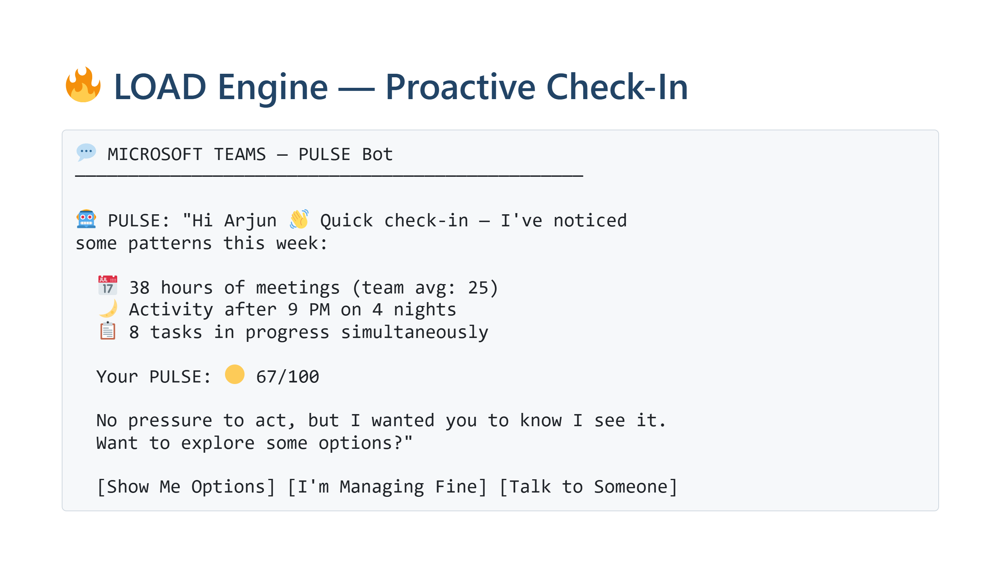 🔥 LOAD Engine — Proactive Check-In
💬 MICROSOFT TEAMS — PULSE Bot
────────────────────────────────────────────────
🤖 PULSE: "Hi Arjun 👋 Quick check-in — I've noticed
some patterns this week:
📅 38 hours of meetings (team avg: 25)
🌙 Activity after 9 PM on 4 nights
📋 8 tasks in progress simultaneously
Your PULSE: 🟡 67/100
No pressure to act, but I wanted you to know I see it.
Want to explore some options?"
[Show Me Options] [I'm Managing Fine] [Talk to Someone]